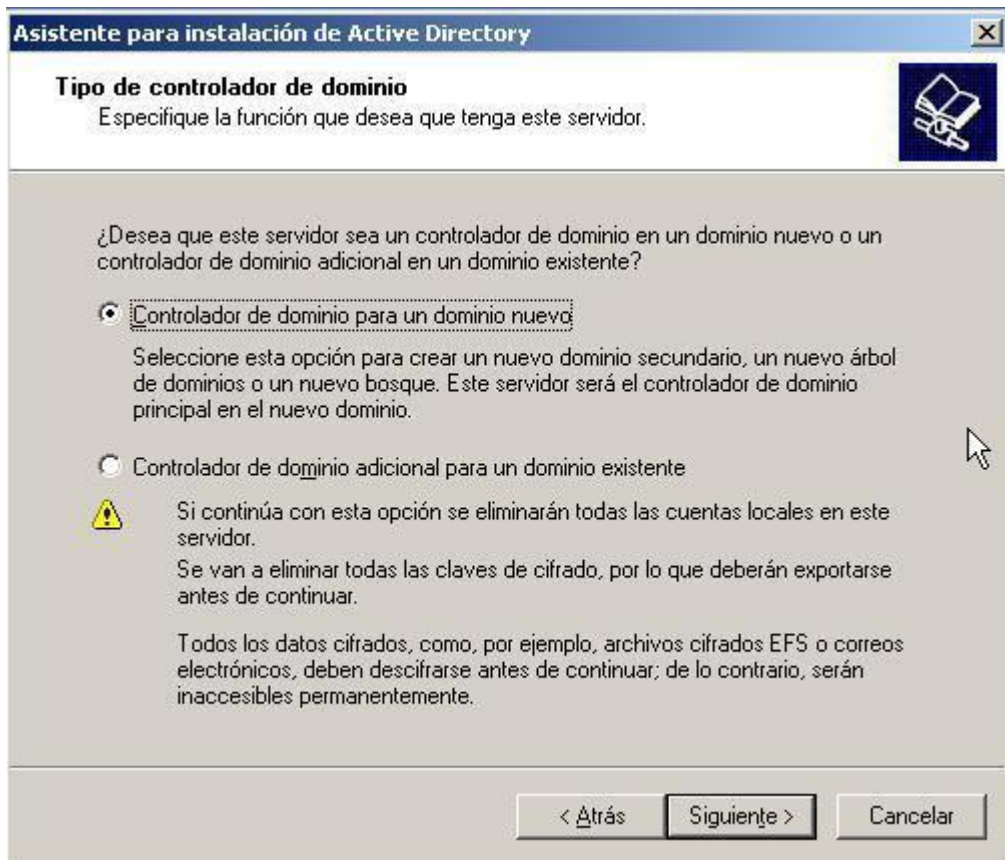 Asistente para instalación de Active Directory
Tipo de controlador de dominio
Especifique la función que desea que tenga este servidor.
¿Desea que este servidor sea un controlador de dominio en un dominio nuevo o un
controlador de dominio adicional en un dominio existente?
Controlador de dominio para un dominio nuevo
Seleccione esta opción para crear un nuevo dominio secundario, un nuevo árbol
de dominios o un nuevo bosque. Este servidor será el controlador de dominio
principal en el nuevo dominio.
Controlador de dominio adicional para un dominio existente
Si continúa con esta opción se eliminarán todas las cuentas locales en este
servidor.
Se van a eliminar todas las claves de cifrado, por lo que deberán exportarse
antes de continuar.
Todos los datos cifrados, como, por ejemplo, archivos cifrados EFS o correos
electrónicos, deben descifrarse antes de continuar; de lo contrario, serán
inaccesibles permanentemente.
< Atrás Siguiente > Cancelar